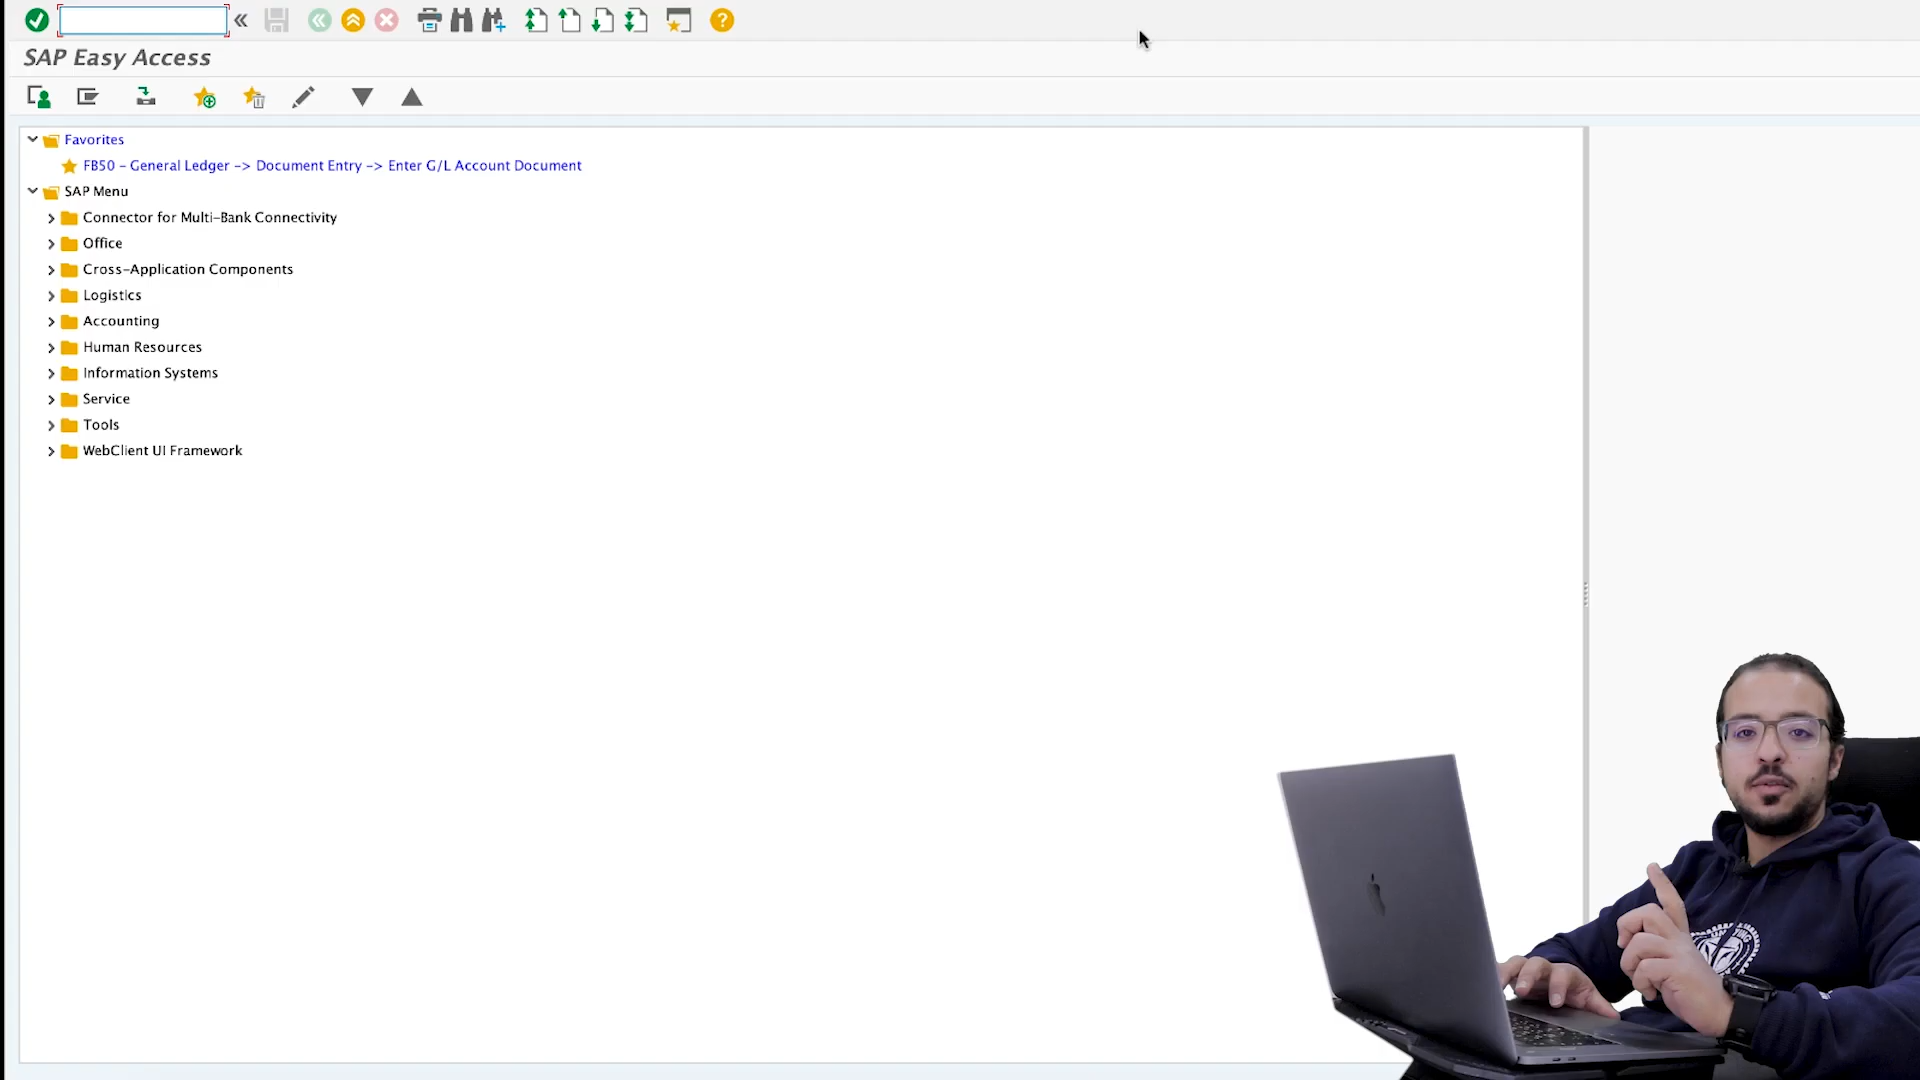 SAP Easy Access
Favorites
FB50 - General Ledger -> Document Entry -> Enter G/L Account Document
SAP Menu
Connector for Multi-Bank Connectivity
Office
Cross-Application Components
Logistics
Accounting
Human Resources
Information Systems
Service
Tools
WebClient UI Framework